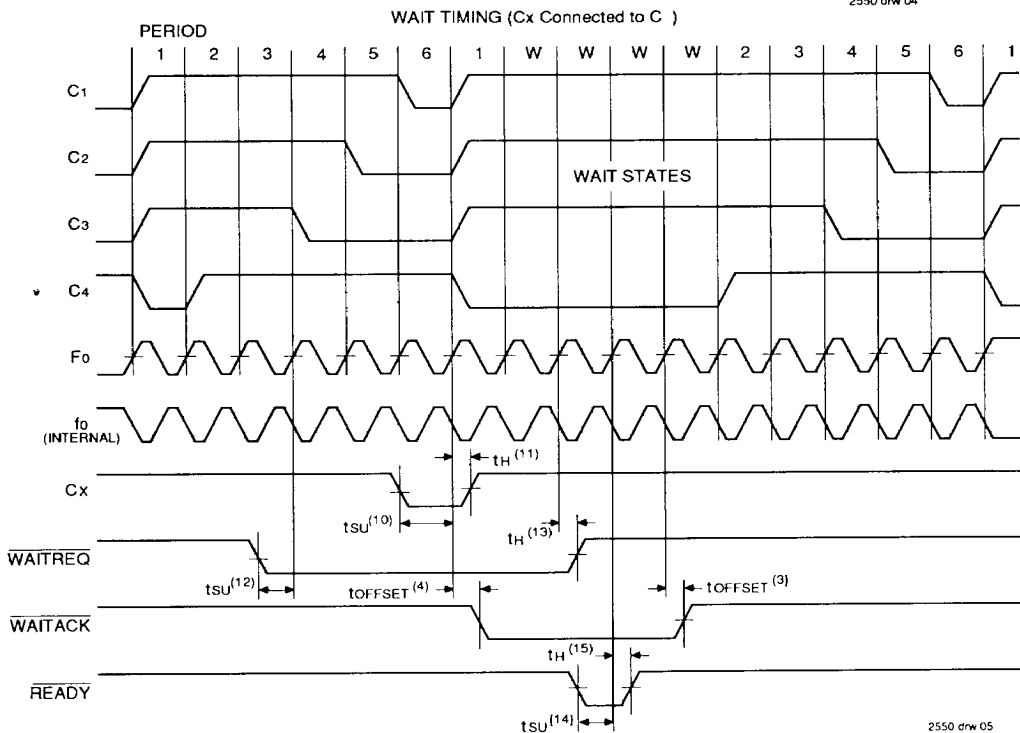 2550 drw 04
WAIT TIMING (Cx Connected to C )
PERIOD
1 2 3 4 5 6 1 W W W W 2 3 4 5 6 1
C1
C2
WAIT STATES
C3
C4
F0
f0
(INTERNAL)
tH(11)
Cx
tSU(10)
tH(13)
WAITREQ
tSU(12)
tOFFSET(4)
tOFFSET(3)
WAITACK
tH(15)
READY
tSU(14)
2550 drw 05